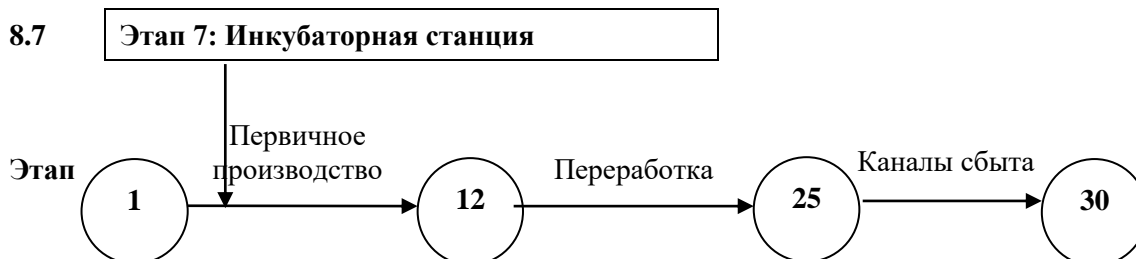 8.7 Этап 7: Инкубаторная станция
Первичное
производство
Переработка
Каналы сбыта
Этап
1
12
25
30